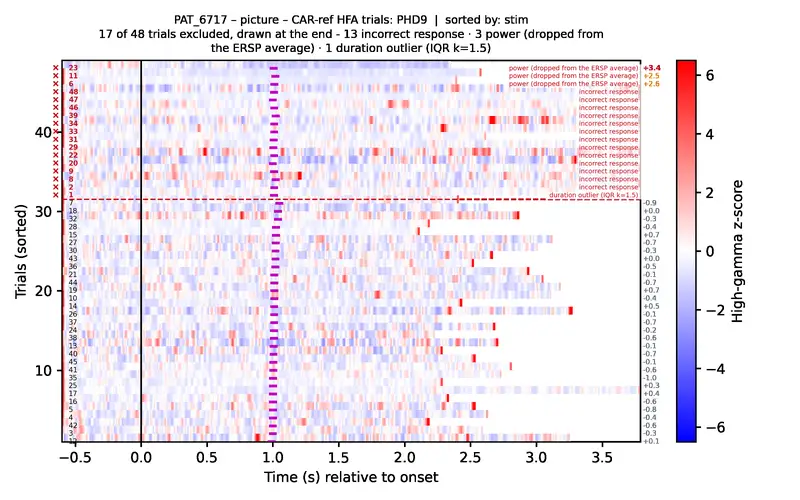 PAT_6717 – picture – CAR-ref HFA trials: PHD9 | sorted by: stim
17 of 48 trials excluded, drawn at the end - 13 incorrect response · 3 power (dropped from
the ERSP average) · 1 duration outlier (IQR k=1.5)
× 23 power (dropped from the ERSP average) +3.4
× 11 power (dropped from the ERSP average) +2.5
× 6 power (dropped from the ERSP average) +2.6
× 48 incorrect response
× 47 incorrect response
× 46 incorrect response
× 39 incorrect response
× 34 incorrect response
× 33 incorrect response
× 31 incorrect response
× 29 incorrect response
× 22 incorrect response
× 20 incorrect response
× 9 incorrect response
× 8 incorrect response
× 2 incorrect response
× 1 duration outlier (IQR k=1.5)
7 -0.9
18 +0.0
32 -0.3
28 -0.4
15 +0.7
27 -0.7
30 -0.3
43 +0.0
36 -0.5
21 -0.1
44 -0.7
19 +0.7
10 -0.4
14 +0.5
26 -0.1
37 -0.7
24 -0.2
38 -0.6
13 -0.1
40 -0.7
45 -0.1
41 -0.6
35 -1.0
25 +0.3
17 +0.4
16 -0.6
5 -0.8
4 -0.4
42 -0.6
3 -0.3
12 +0.1
40
30
20
10
Trials (sorted)
−0.5 0.0 0.5 1.0 1.5 2.0 2.5 3.0 3.5
Time (s) relative to onset
6
4
2
0
−2
−4
−6
High-gamma z-score